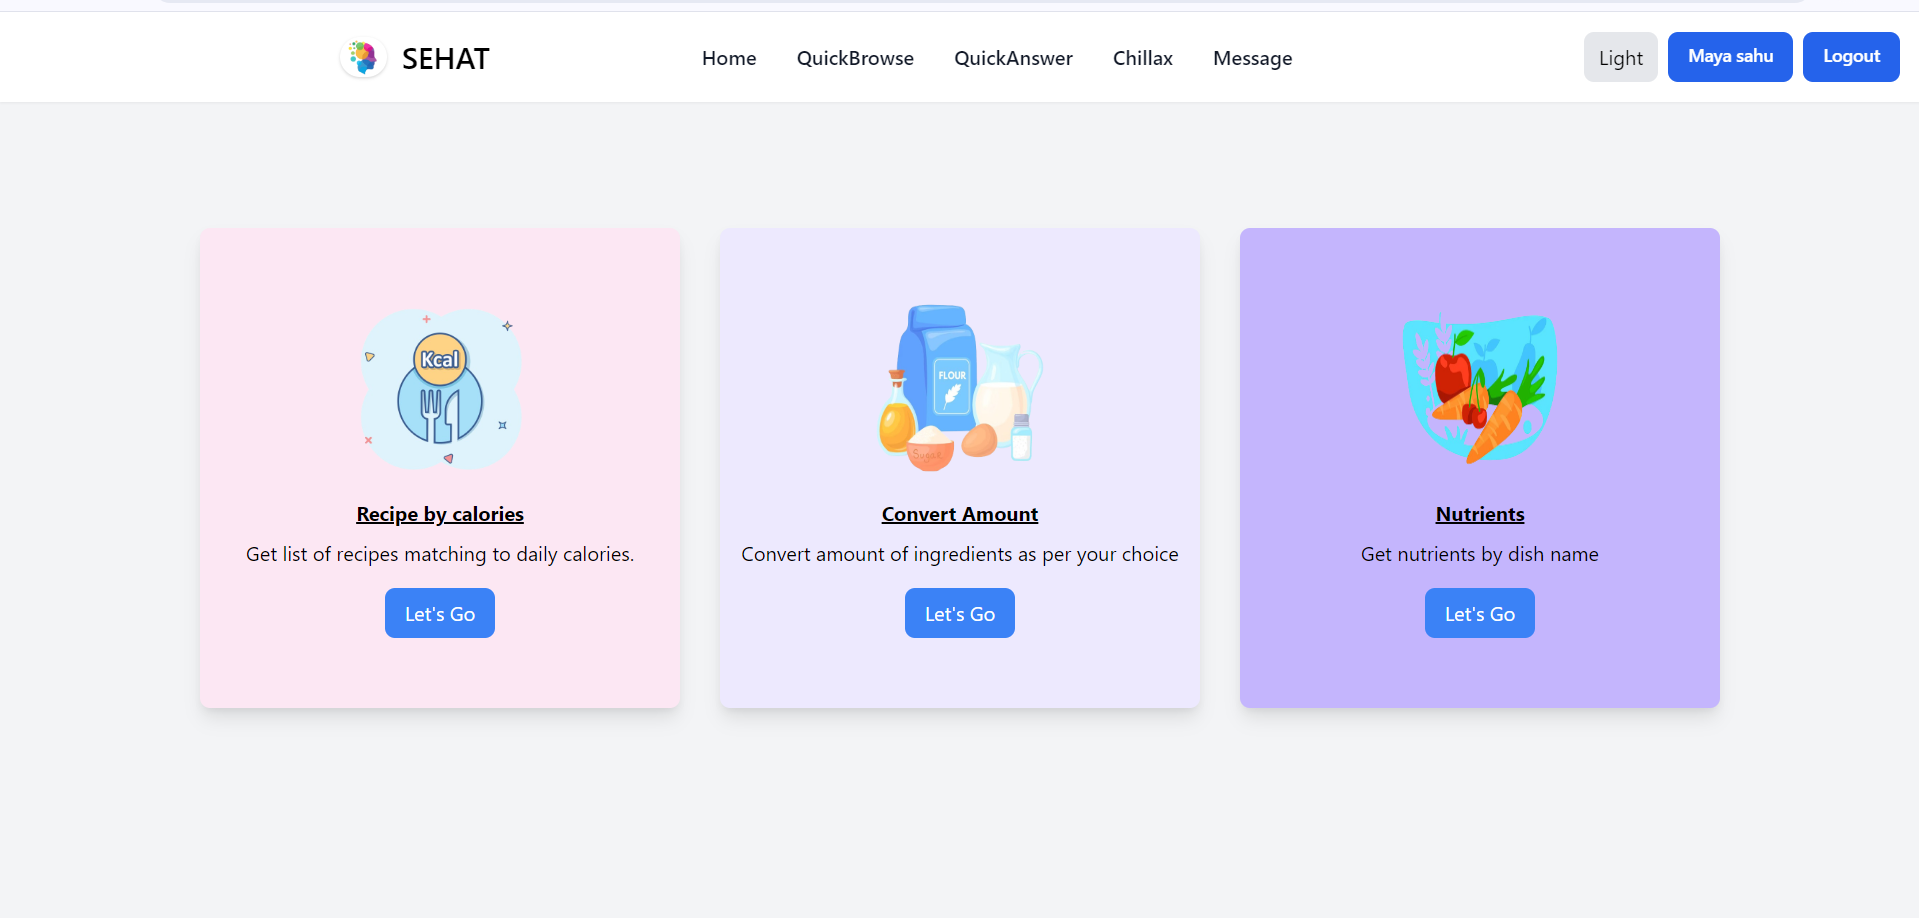 SEHAT
Home QuickBrowse QuickAnswer Chillax Message
Light Maya sahu Logout
Kcal
FLOUR
Sugar
Recipe by calories
Get list of recipes matching to daily calories.
Let's Go
Convert Amount
Convert amount of ingredients as per your choice
Let's Go
Nutrients
Get nutrients by dish name
Let's Go